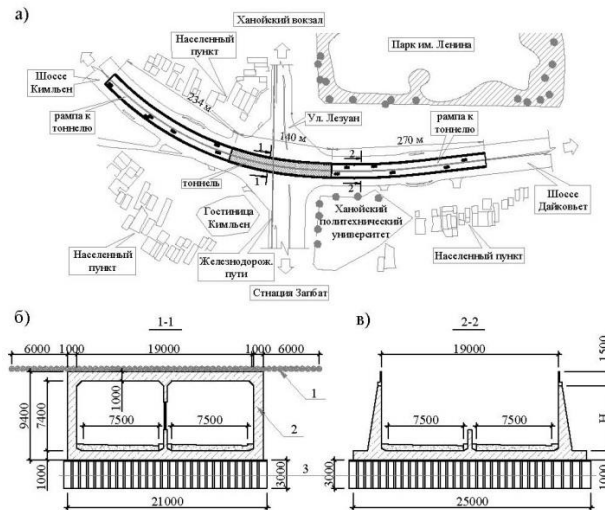 а)
Ханойский вокзал
Населенный
пункт
Парк им. Ленина
Шоссе
Кимльен
рампа к
тоннелю
234 м
Ул. Лезуан
140 м
270 м
рампа к
тоннелю
1
1
2
2
тоннель
Гостиница
Кимльен
Ханойский
политехнический
университет
Шоссе
Дайковьет
Населенный
пункт
Железнодорож.
пути
Населенный пункт
Стнация Запбат
б)
1-1
6000 1000 19000 1000 6000
9400
7400
1000
1000
7500
7500
1
2
3
3000
21000
в)
2-2
19000
1500
H
7500
7500
3000
1000
25000